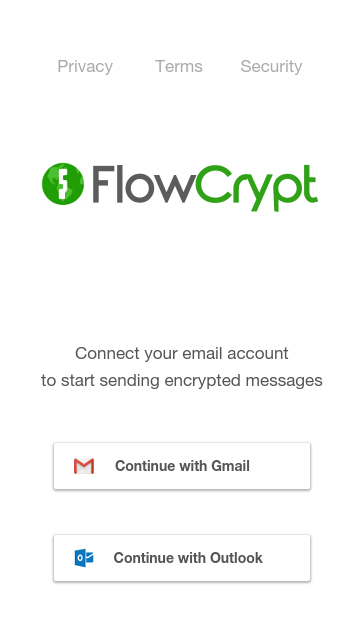 Privacy Terms Security
FlowCrypt
Connect your email account
to start sending encrypted messages
Continue with Gmail
Continue with Outlook